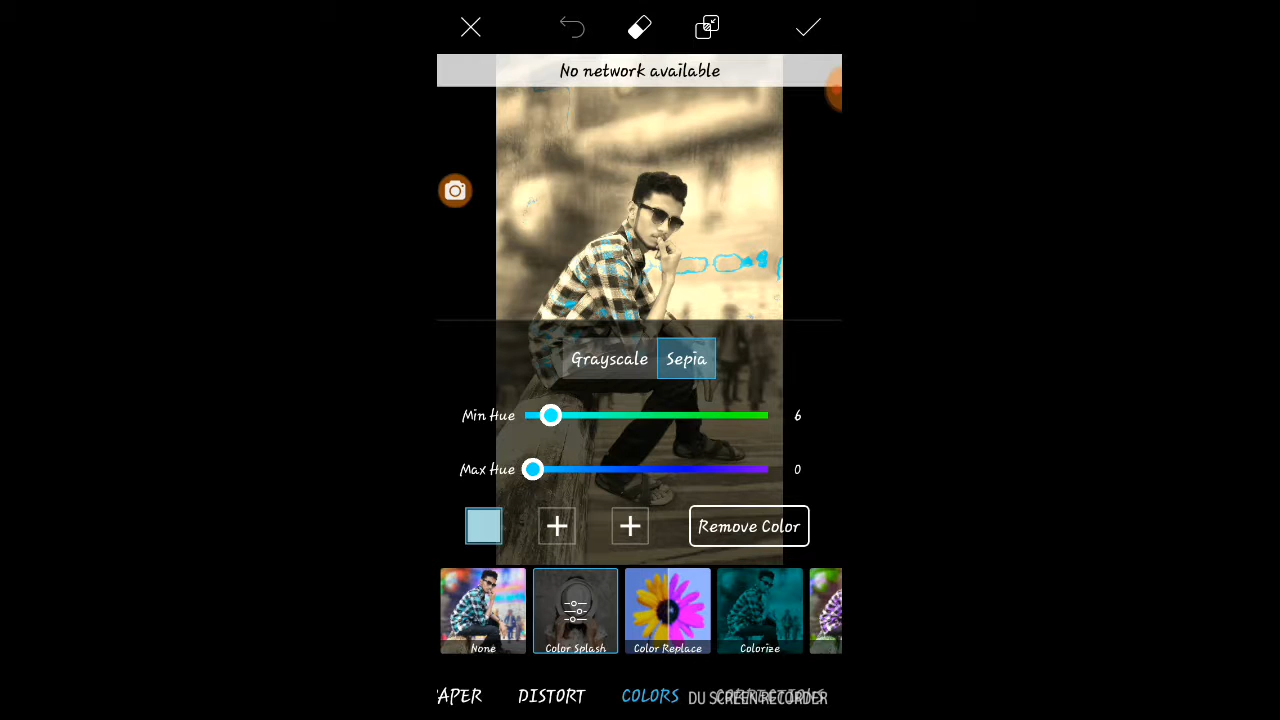 No network available
Grayscale Sepia
Min Hue 6
Max Hue 0
Remove Color
None Color Splash Color Replace Colorize
APER DISTORT COLORS CORRECTIONS
DU SCREEN RECORDER